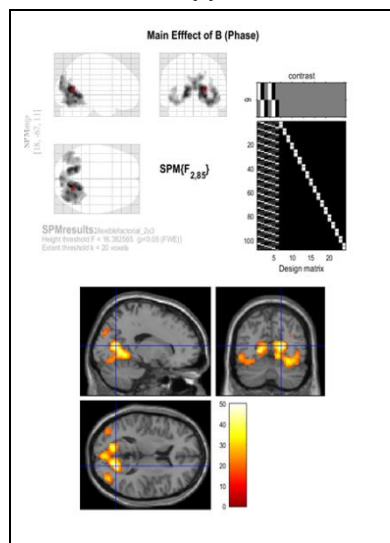 Main Efffect of B (Phase)
contrast
SPMmip
[18, -67, 11]
SPM{F2,85}
SPMresults:
Height threshold F = 16.382565 {p<0.05 (FWE)}
Extent threshold k = 20 voxels
20
40
60
80
100
5 10 15 20
Design matrix
50
40
30
20
10
0